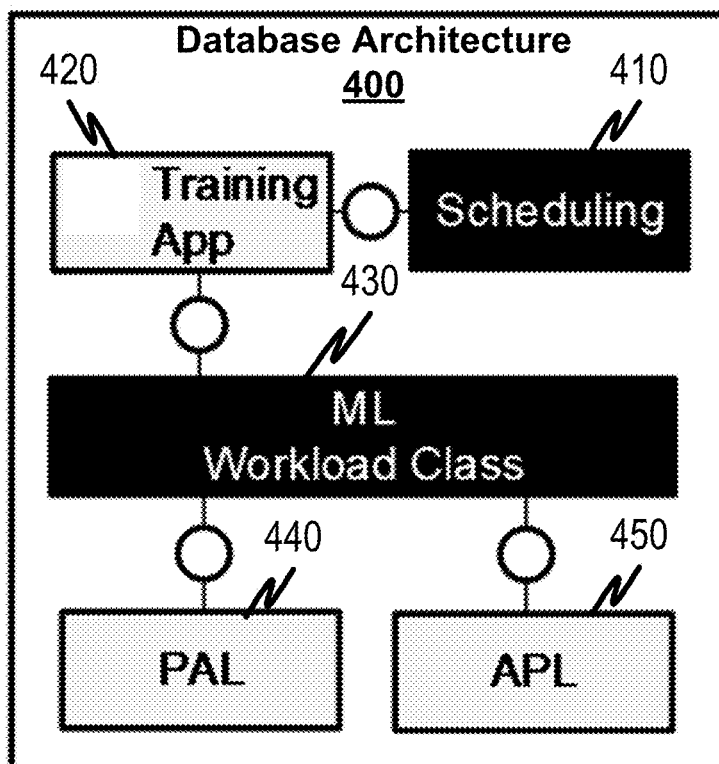 Database Architecture
400
420
410
Training
App
Scheduling
430
ML
Workload Class
440
450
PAL
APL